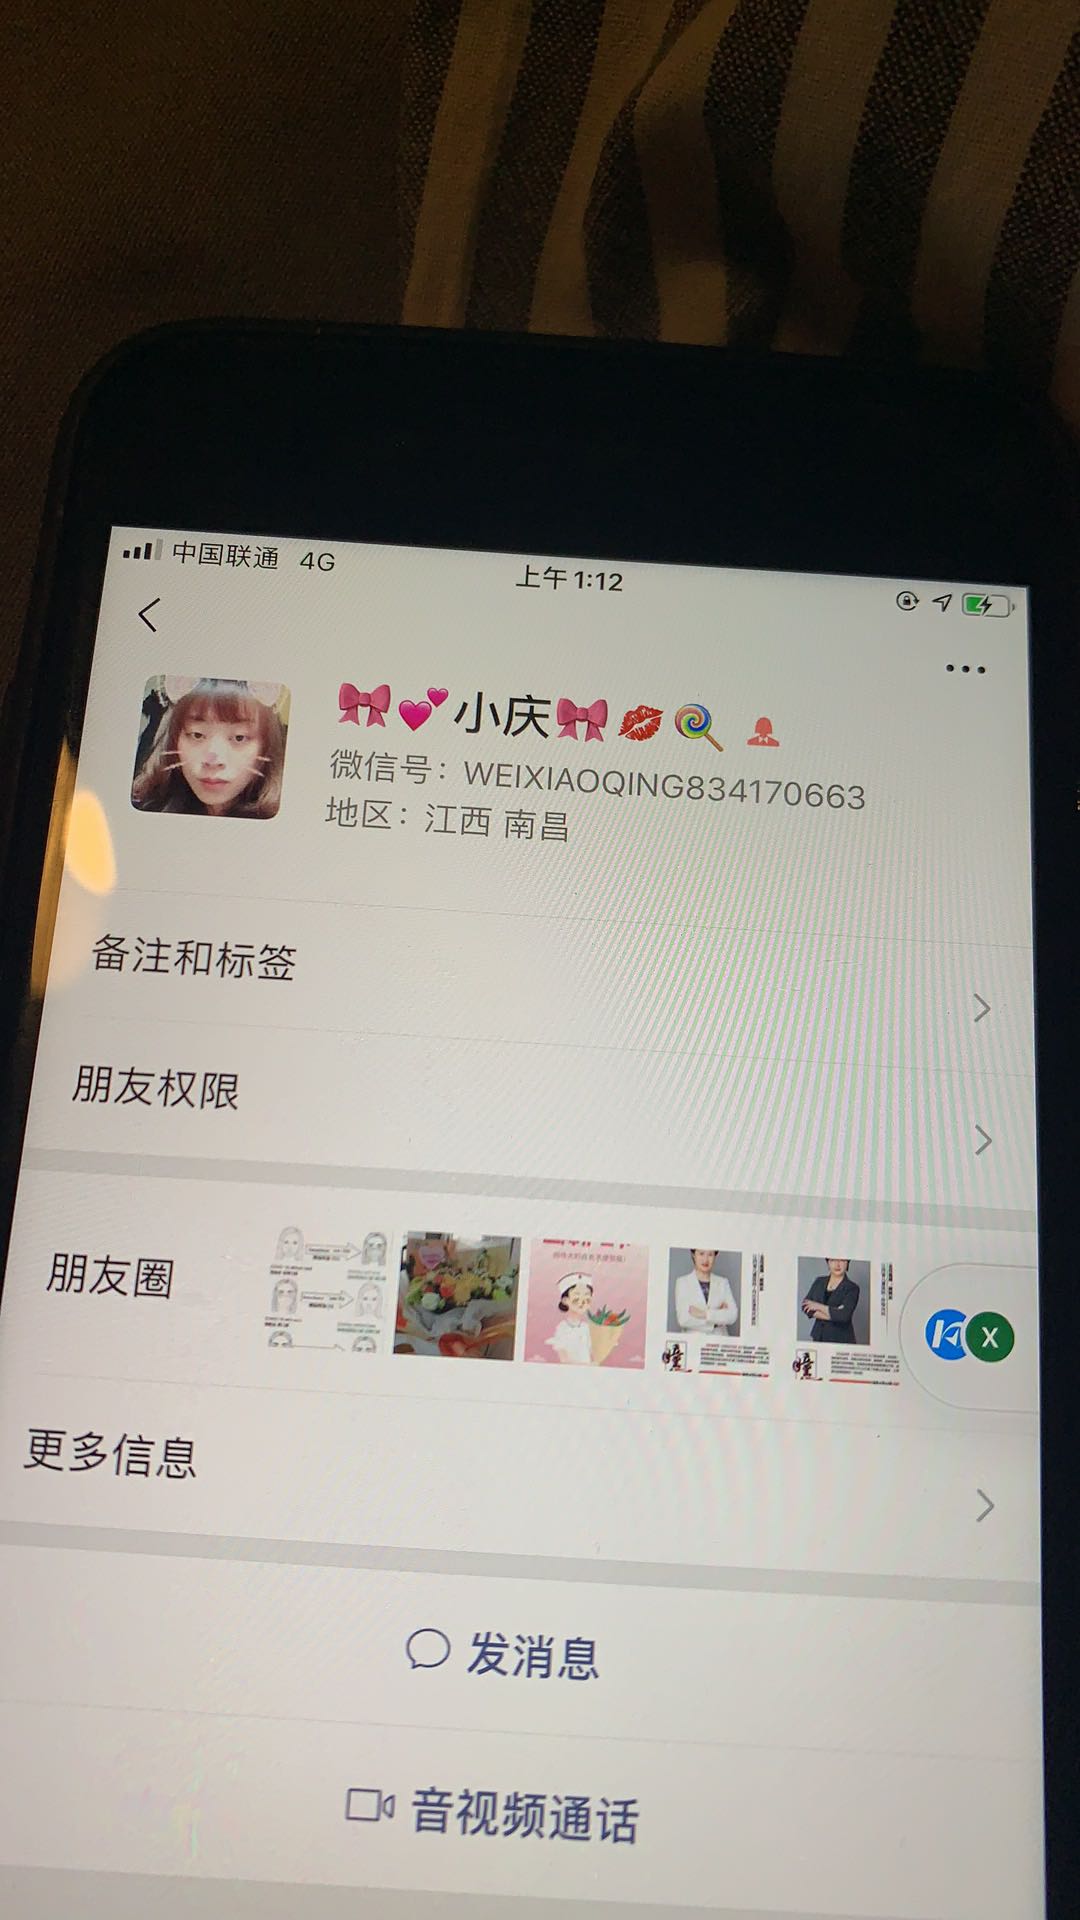 中国联通 4G
上午1:12
🎀💕小庆🎀💋🍭
微信号：WEIXIAOQING834170663
地区：江西 南昌
备注和标签
朋友权限
朋友圈
X
更多信息
发消息
音视频通话